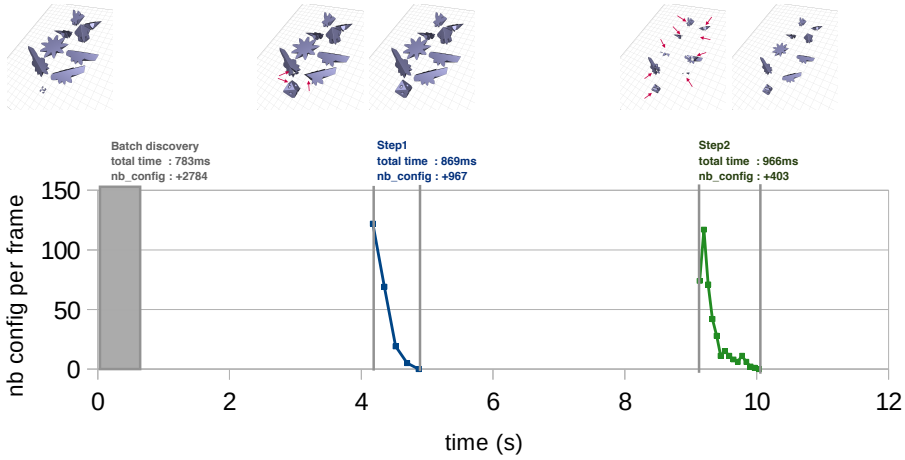 Batch discovery
total time : 783ms
nb_config : +2784
Step1
total time : 869ms
nb_config : +967
Step2
total time : 966ms
nb_config : +403
nb config per frame
150
100
50
0
0 2 4 6 8 10 12
time (s)